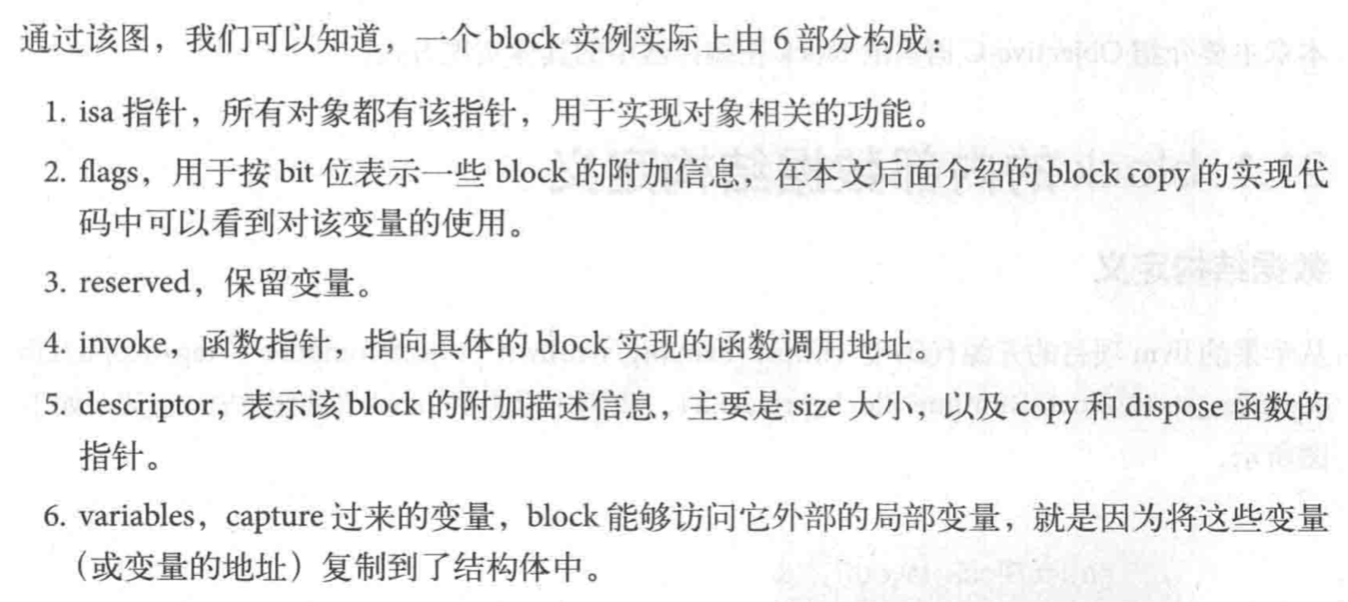 通过该图，我们可以知道，一个 block 实例实际上由 6 部分构成：
1. isa 指针，所有对象都有该指针，用于实现对象相关的功能。
2. flags，用于按 bit 位表示一些 block 的附加信息，在本文后面介绍的 block copy 的实现代
码中可以看到对该变量的使用。
3. reserved，保留变量。
4. invoke，函数指针，指向具体的 block 实现的函数调用地址。
5. descriptor，表示该 block 的附加描述信息，主要是 size 大小，以及 copy 和 dispose 函数的
指针。
6. variables，capture 过来的变量，block 能够访问它外部的局部变量，就是因为将这些变量
（或变量的地址）复制到了结构体中。